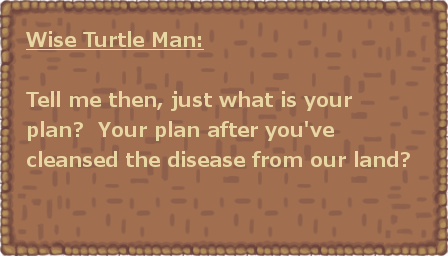 Wise Turtle Man:
Tell me then, just what is your
plan?  Your plan after you've
cleansed the disease from our land?